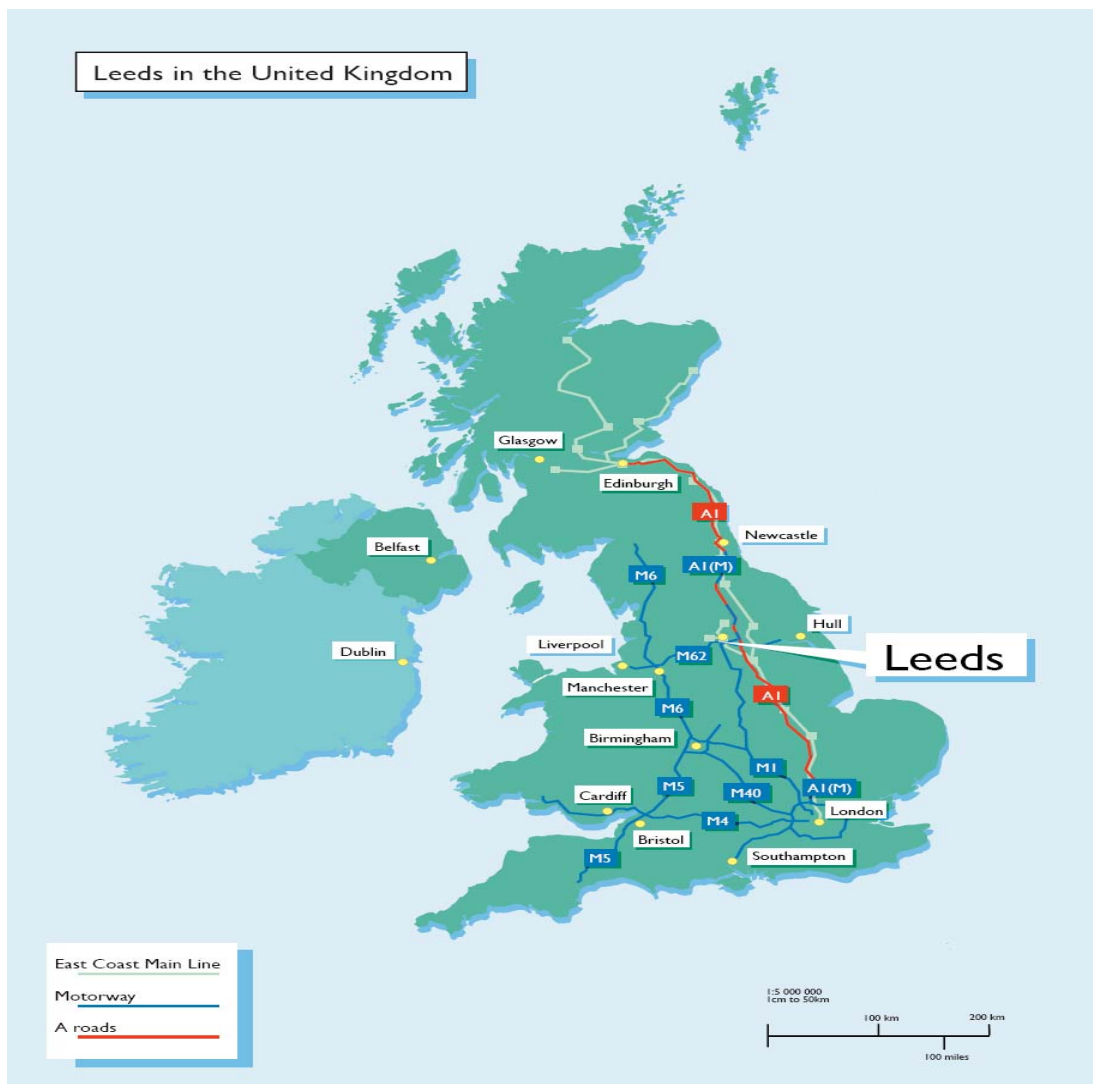 Leeds in the United Kingdom
Glasgow
Edinburgh
A1
Newcastle
Belfast
A1(M)
M6
Hull
Liverpool
Dublin
M62
Leeds
Manchester
A1
M6
Birmingham
M1
M5
M40
A1(M)
Cardiff
London
M4
Bristol
Southampton
M5
East Coast Main Line
Motorway
A roads
1:5 000 000
1cm to 50km
100 km
200 km
100 miles